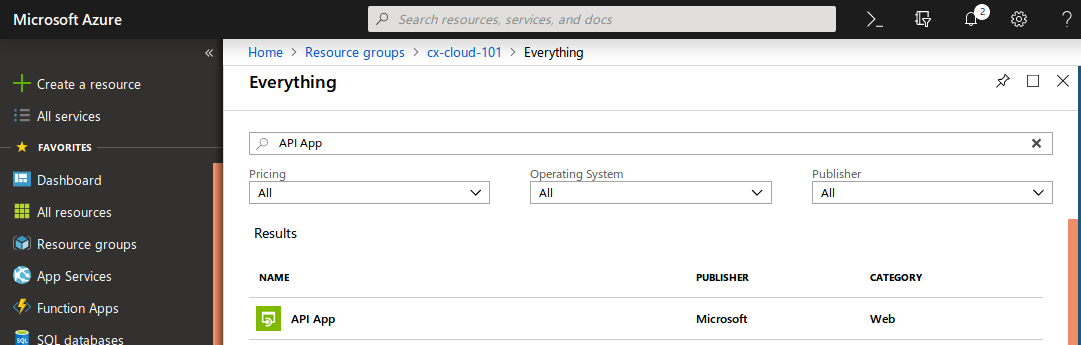 Microsoft Azure
Search resources, services, and docs
2
?
«
Home > Resource groups > cx-cloud-101 > Everything
Everything
Create a resource
All services
FAVORITES
Dashboard
All resources
Resource groups
App Services
Function Apps
SQL databases
API App
Pricing Operating System Publisher
All All All
Results
NAME PUBLISHER CATEGORY
API App Microsoft Web